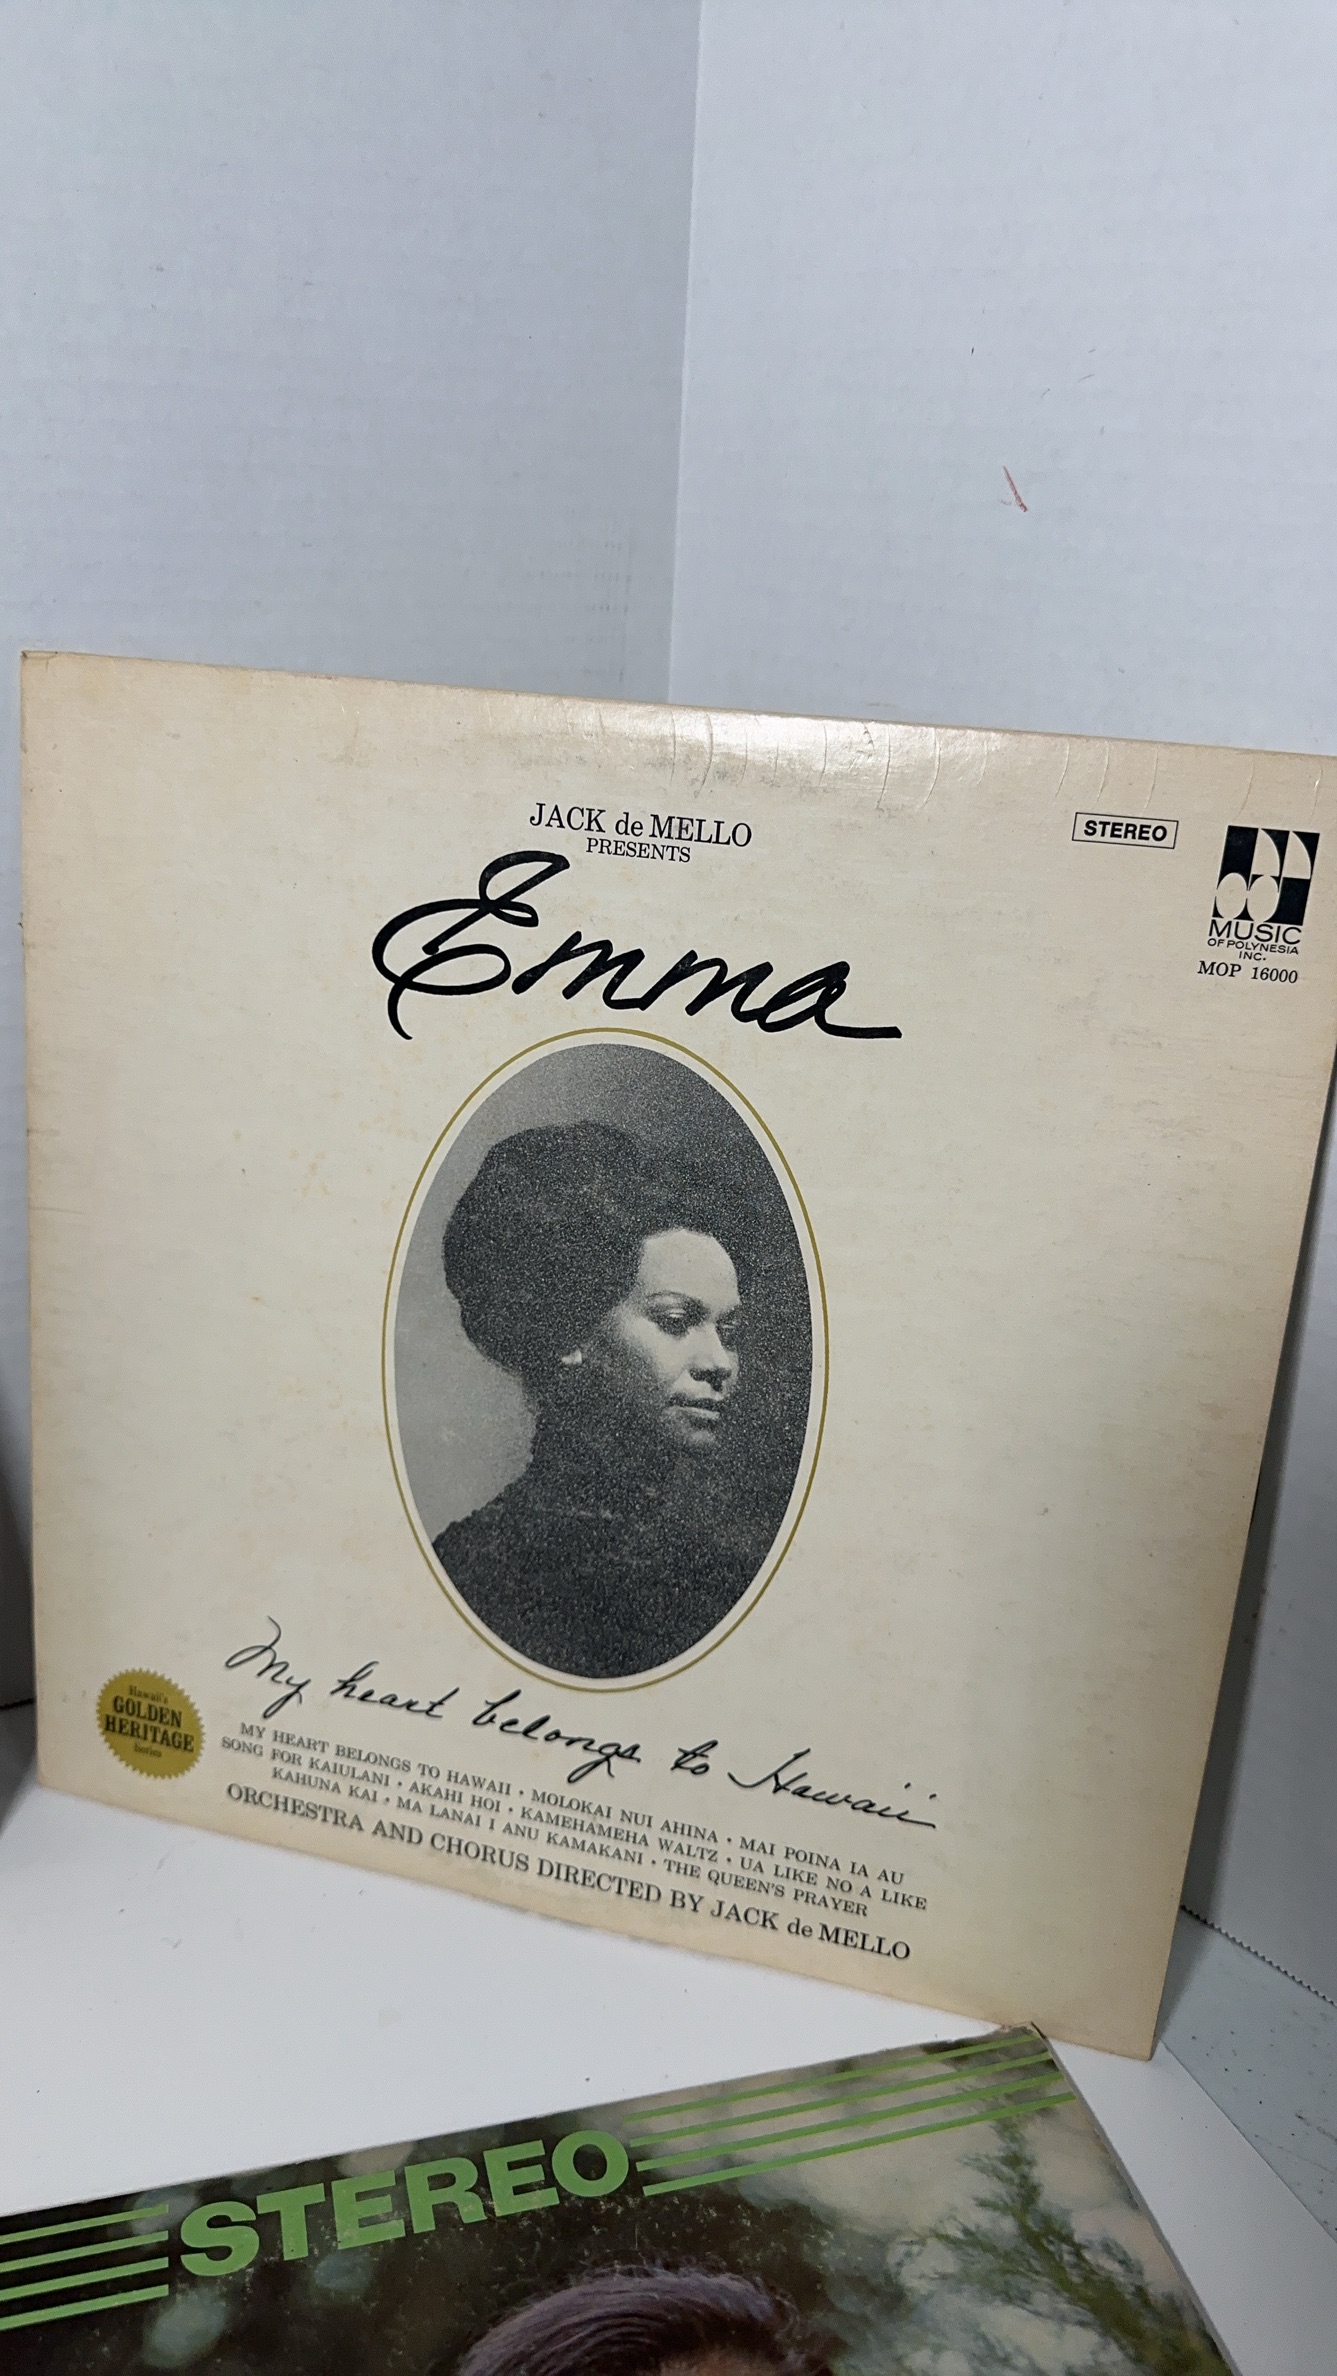 JACK de MELLO
PRESENTS
Emma
STEREO
MUSIC
OF POLYNESIA
INC.
MOP 16000
My heart belongs to Hawaii
Hawaii's
GOLDEN
HERITAGE
Series
MY HEART BELONGS TO HAWAII • MOLOKAI NUI AHINA • MAI POINA IA AU
SONG FOR KAIULANI • AKAHI HOI • KAMEHAMEHA WALTZ • UA LIKE NO A LIKE
KAHUNA KAI • MA LANAI I ANU KAMAKANI • THE QUEEN'S PRAYER
ORCHESTRA AND CHORUS DIRECTED BY JACK de MELLO
STEREO